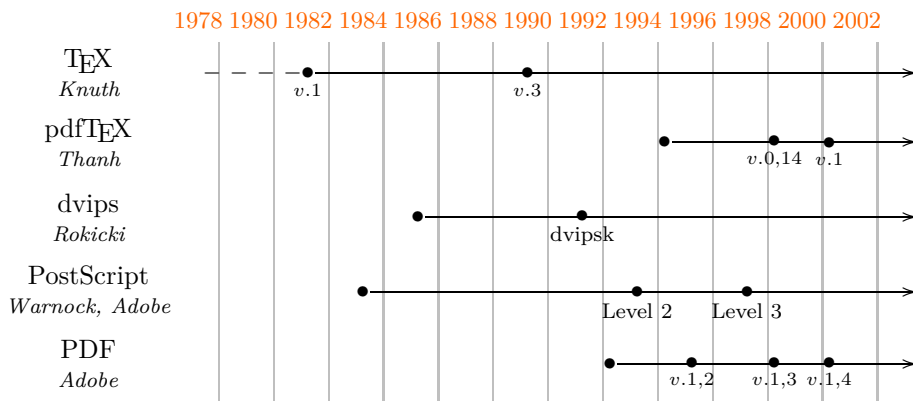 1978 1980 1982 1984 1986 1988 1990 1992 1994 1996 1998 2000 2002
TEX
Knuth
v.1 v.3
pdfTEX
Thanh
v.0,14 v.1
dvips
Rokicki
dvipsk
PostScript
Warnock, Adobe
Level 2 Level 3
PDF
Adobe
v.1,2 v.1,3 v.1,4